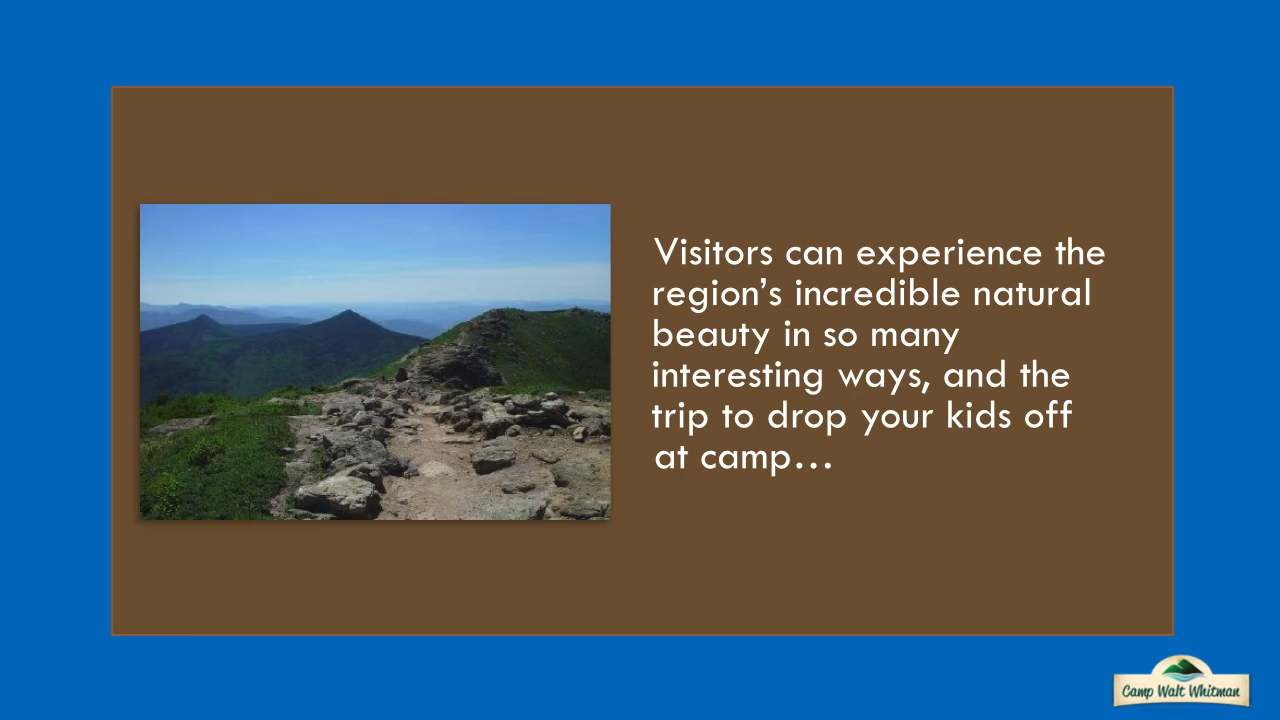 Visitors can experience the
region’s incredible natural
beauty in so many
interesting ways, and the
trip to drop your kids off
at camp…
Camp Walt Whitman